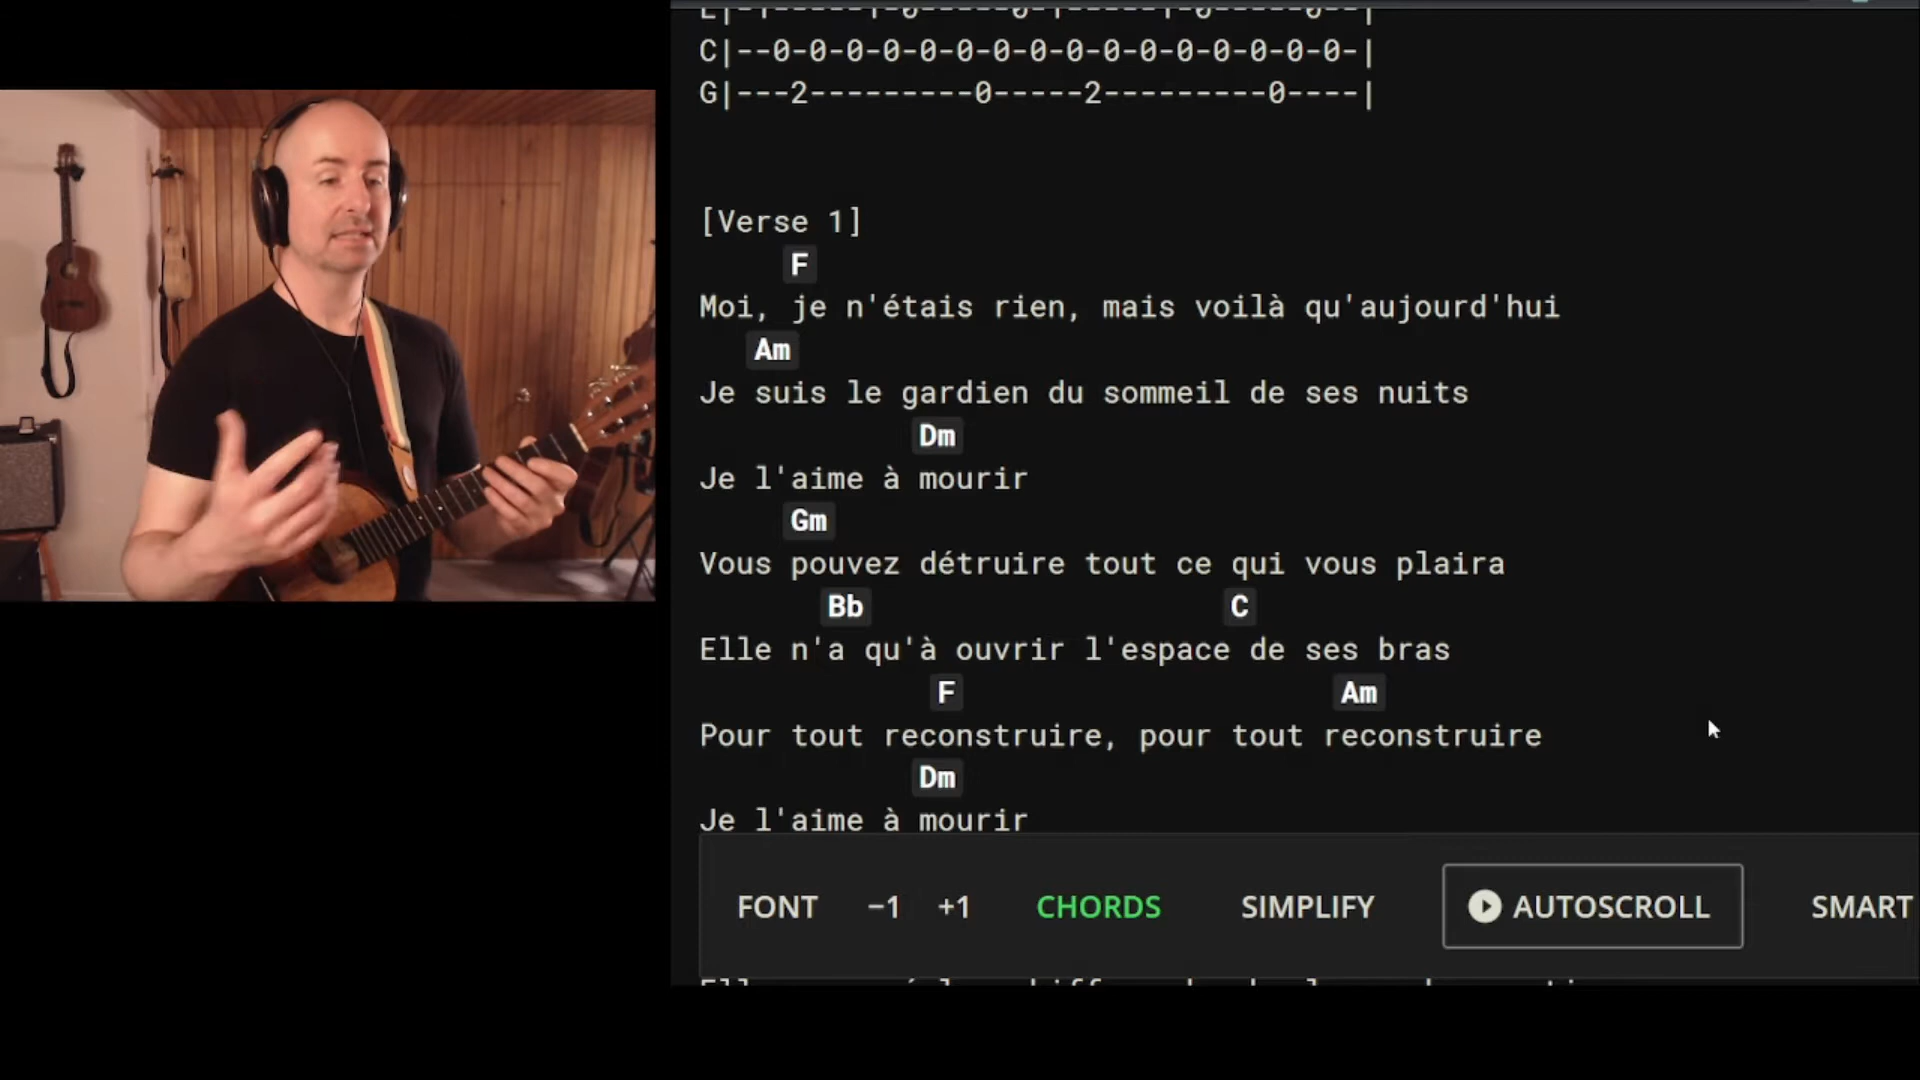 C|--0-0-0-0-0-0-0-0-0-0-0-0-0-0-0-0-|
G|---2---------0-----2---------0----|
[Verse 1]
F
Moi, je n'étais rien, mais voilà qu'aujourd'hui
Am
Je suis le gardien du sommeil de ses nuits
Dm
Je l'aime à mourir
Gm
Vous pouvez détruire tout ce qui vous plaira
Bb C
Elle n'a qu'à ouvrir l'espace de ses bras
F Am
Pour tout reconstruire, pour tout reconstruire
Dm
Je l'aime à mourir
FONT −1 +1 CHORDS SIMPLIFY AUTOSCROLL SMART